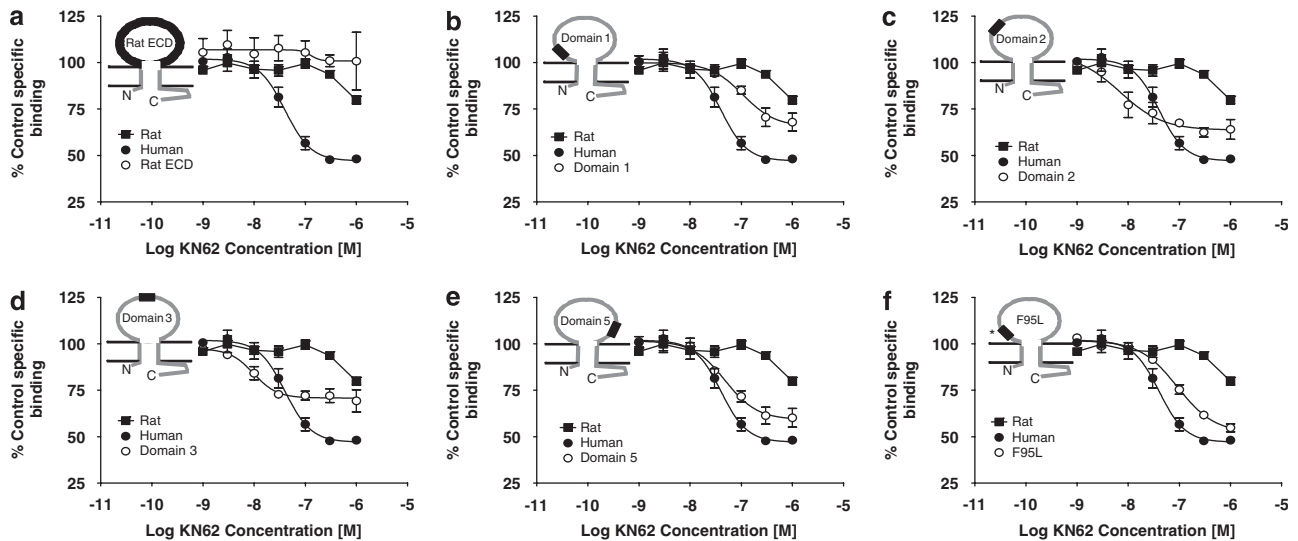 a
125
100
75
50
25
% Control specific
binding
Rat ECD
N
C
Rat
Human
Rat ECD
-11 -10 -9 -8 -7 -6 -5
Log KN62 Concentration [M]
b
125
100
75
50
25
% Control specific
binding
Domain 1
N
C
Rat
Human
Domain 1
-11 -10 -9 -8 -7 -6 -5
Log KN62 Concentration [M]
c
125
100
75
50
25
% Control specific
binding
Domain 2
N
C
Rat
Human
Domain 2
-11 -10 -9 -8 -7 -6 -5
Log KN62 Concentration [M]
d
125
100
75
50
25
% Control specific
binding
Domain 3
N
C
Rat
Human
Domain 3
-11 -10 -9 -8 -7 -6 -5
Log KN62 Concentration [M]
e
125
100
75
50
25
% Control specific
binding
Domain 5
N
C
Rat
Human
Domain 5
-11 -10 -9 -8 -7 -6 -5
Log KN62 Concentration [M]
f
125
100
75
50
25
% Control specific
binding
F95L
*
N
C
Rat
Human
F95L
-11 -10 -9 -8 -7 -6 -5
Log KN62 Concentration [M]